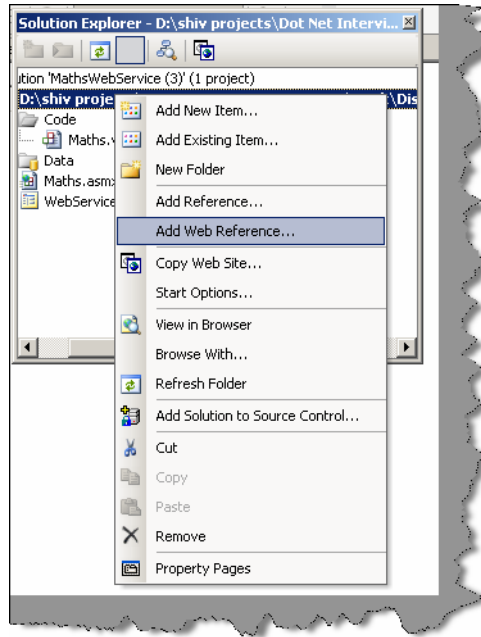 Solution Explorer - D:\shiv projects\Dot Net Intervi...
ution 'MathsWebService (3)' (1 project)
D:\shiv proje \Dis
Code
Maths.v
Data
Maths.asmx
WebService
Add New Item...
Add Existing Item...
New Folder
Add Reference...
Add Web Reference...
Copy Web Site...
Start Options...
View in Browser
Browse With...
Refresh Folder
Add Solution to Source Control...
Cut
Copy
Paste
Remove
Property Pages